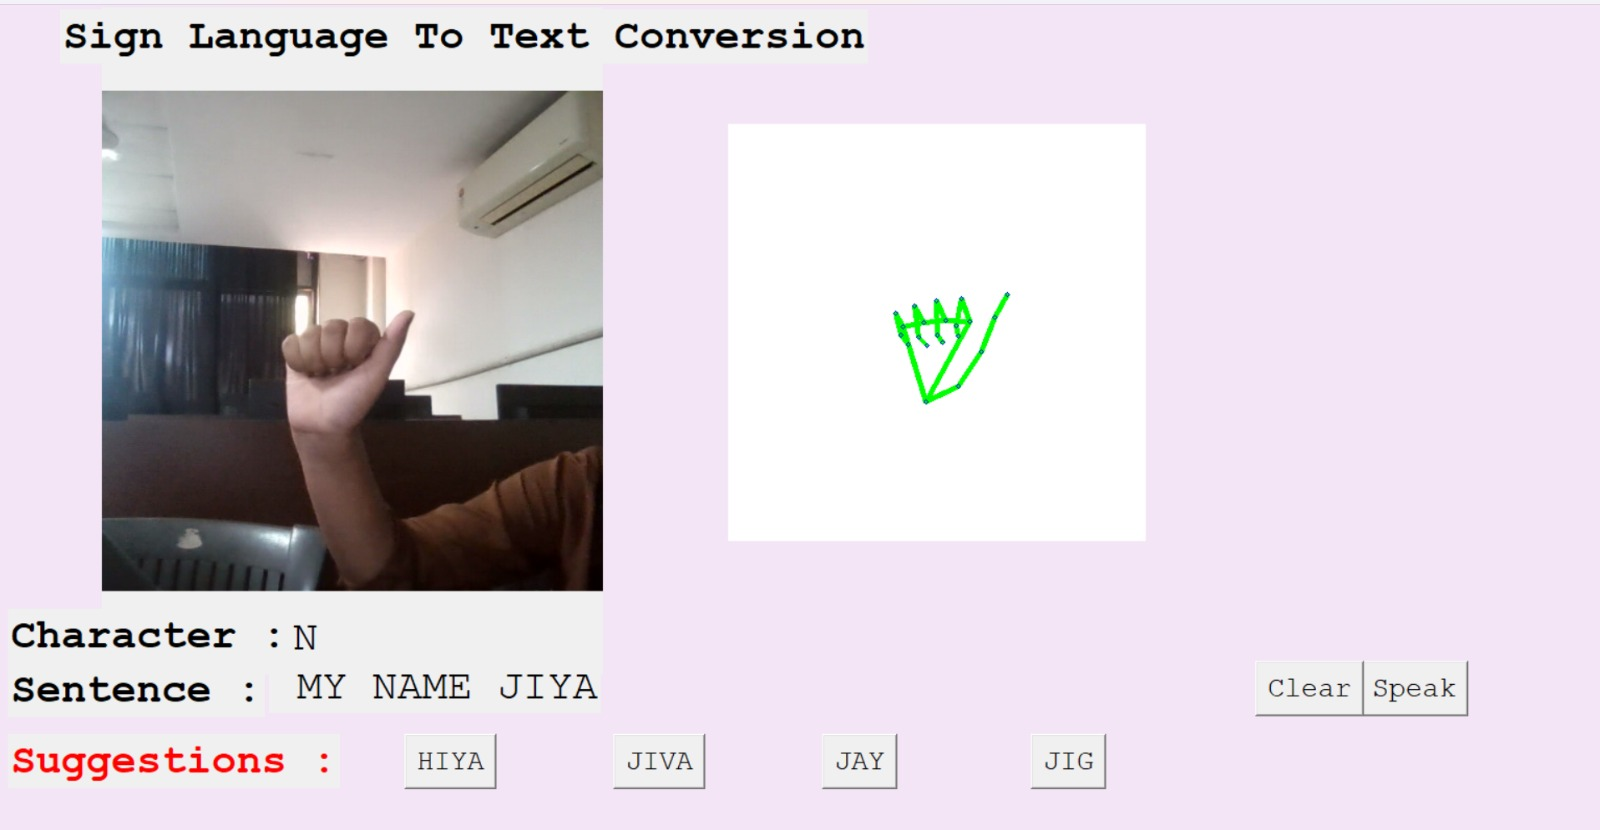 Sign Language To Text Conversion
Character : N
Sentence : MY NAME JIYA
Clear Speak
Suggestions : HIYA JIVA JAY JIG